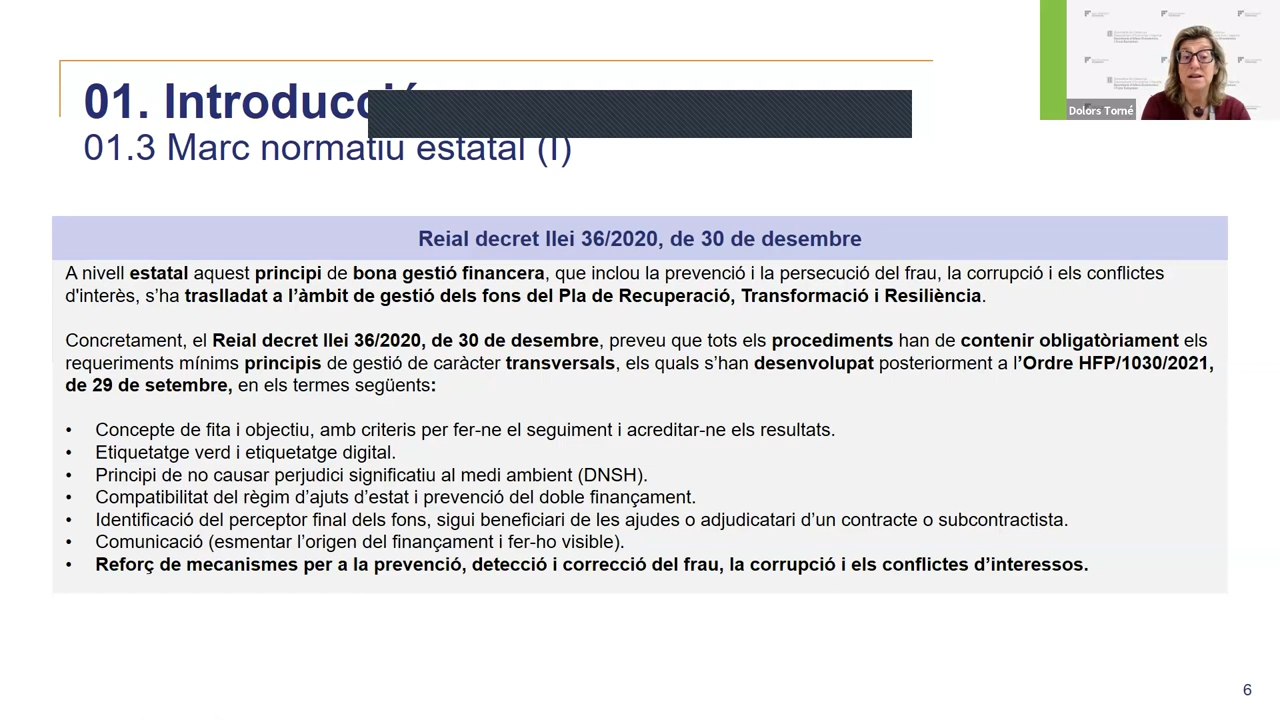 01. Introducció
01.3 Marc normatiu estatal (I)
Dolors Torné
Reial decret llei 36/2020, de 30 de desembre
A nivell estatal aquest principi de bona gestió financera, que inclou la prevenció i la persecució del frau, la corrupció i els conflictes
d'interès, s’ha traslladat a l’àmbit de gestió dels fons del Pla de Recuperació, Transformació i Resiliència.
Concretament, el Reial decret llei 36/2020, de 30 de desembre, preveu que tots els procediments han de contenir obligatòriament els
requeriments mínims principis de gestió de caràcter transversals, els quals s’han desenvolupat posteriorment a l’Ordre HFP/1030/2021,
de 29 de setembre, en els termes següents:
• Concepte de fita i objectiu, amb criteris per fer-ne el seguiment i acreditar-ne els resultats.
• Etiquetatge verd i etiquetatge digital.
• Principi de no causar perjudici significatiu al medi ambient (DNSH).
• Compatibilitat del règim d’ajuts d’estat i prevenció del doble finançament.
• Identificació del perceptor final dels fons, sigui beneficiari de les ajudes o adjudicatari d’un contracte o subcontractista.
• Comunicació (esmentar l’origen del finançament i fer-ho visible).
• Reforç de mecanismes per a la prevenció, detecció i correcció del frau, la corrupció i els conflictes d’interessos.
6